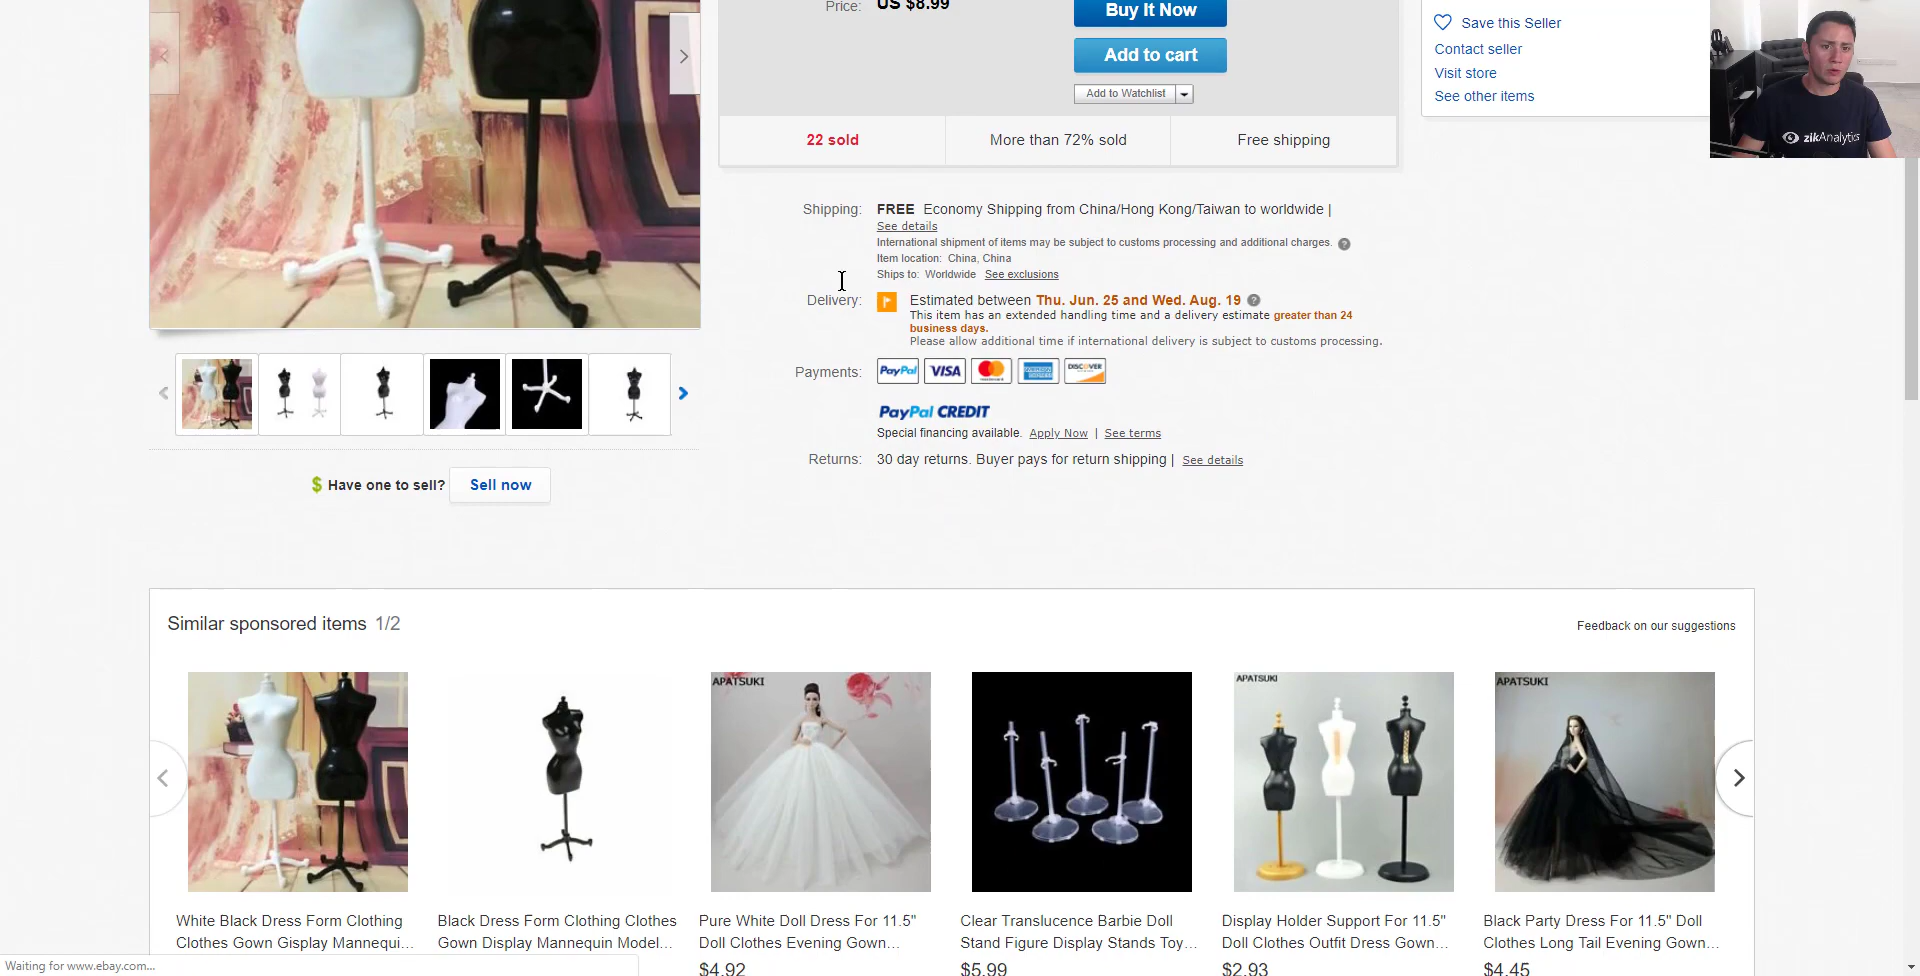 Price: US $8.99
Buy It Now
Add to cart
Add to Watchlist
22 sold
More than 72% sold
Free shipping
Save this Seller
Contact seller
Visit store
See other items
zikAnalytics
Shipping: FREE Economy Shipping from China/Hong Kong/Taiwan to worldwide |
See details
International shipment of items may be subject to customs processing and additional charges.
Item location: China, China
Ships to: Worldwide See exclusions
Delivery: Estimated between Thu. Jun. 25 and Wed. Aug. 19
This item has an extended handling time and a delivery estimate greater than 24
business days.
Please allow additional time if international delivery is subject to customs processing.
Payments: PayPal VISA MasterCard AMERICAN EXPRESS DISCOVER
PayPal CREDIT
Special financing available. Apply Now | See terms
Returns: 30 day returns. Buyer pays for return shipping | See details
$ Have one to sell? Sell now
Similar sponsored items 1/2
Feedback on our suggestions
APATSUKI
APATSUKI
APATSUKI
White Black Dress Form Clothing
Clothes Gown Gisplay Mannequi...
Black Dress Form Clothing Clothes
Gown Display Mannequin Model...
Pure White Doll Dress For 11.5"
Doll Clothes Evening Gown...
$4.92
Clear Translucence Barbie Doll
Stand Figure Display Stands Toy...
$5.99
Display Holder Support For 11.5"
Doll Clothes Outfit Dress Gown...
$2.93
Black Party Dress For 11.5" Doll
Clothes Long Tail Evening Gown...
$4.45
Waiting for www.ebay.com...